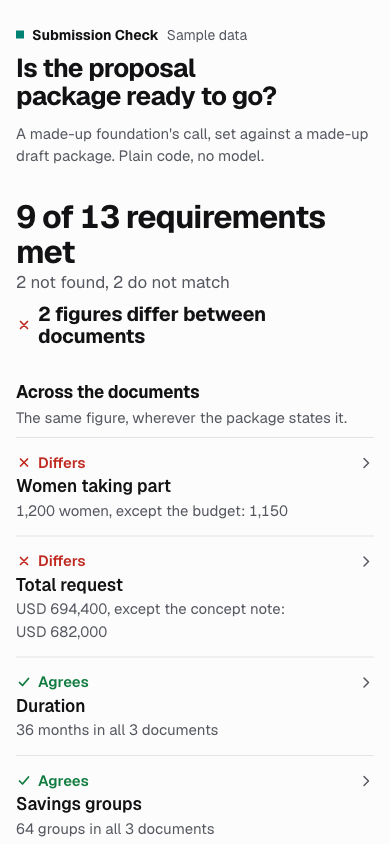 Submission Check Sample data
Is the proposal
package ready to go?
A made-up foundation's call, set against a made-up
draft package. Plain code, no model.
9 of 13 requirements
met
2 not found, 2 do not match
2 figures differ between
documents
Across the documents
The same figure, wherever the package states it.
Differs
Women taking part
1,200 women, except the budget: 1,150
Differs
Total request
USD 694,400, except the concept note:
USD 682,000
Agrees
Duration
36 months in all 3 documents
Agrees
Savings groups
64 groups in all 3 documents